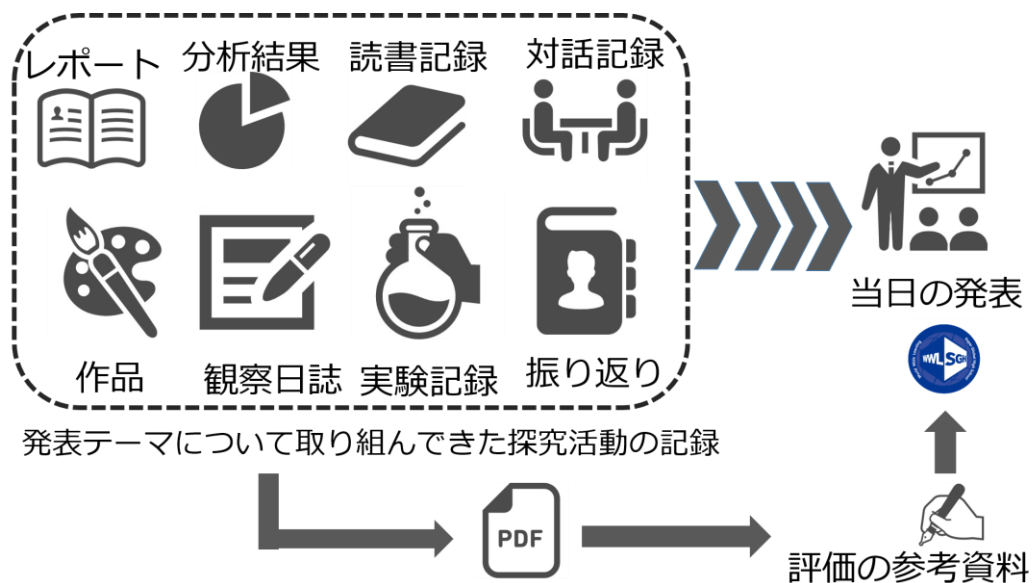 レポート 分析結果 読書記録 対話記録
作品 観察日誌 実験記録 振り返り
発表テーマについて取り組んできた探究活動の記録
当日の発表
WWL SGH
PDF
評価の参考資料